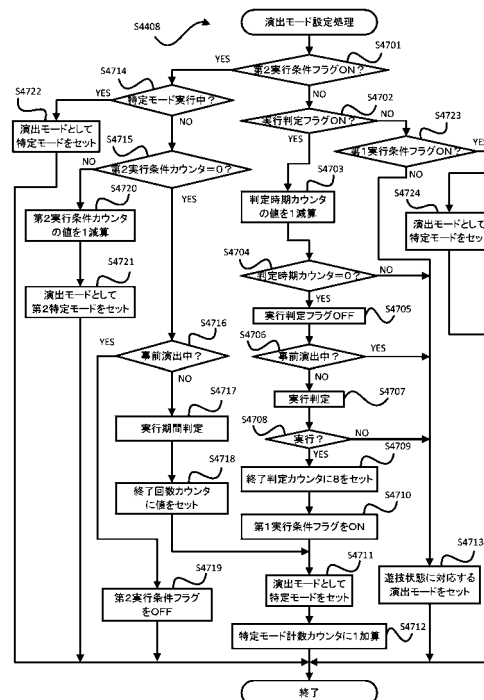 演出モード設定処理
S4408
S4701
第2実行条件フラグON?
YES
NO
S4714
特定モード実行中?
YES
NO
S4722
演出モードとして
特定モードをセット
S4702
実行判定フラグON?
NO
YES
S4723
第1実行条件フラグON?
YES
NO
S4715
第2実行条件カウンタ=0?
NO
YES
S4720
第2実行条件カウンタ
の値を1減算
S4703
判定時期カウンタ
の値を1減算
S4724
演出モードとして
特定モードをセット
S4721
演出モードとして
第2特定モードをセット
S4704
判定時期カウンタ=0?
NO
YES
実行判定フラグOFF
S4705
S4716
事前演出中?
YES
NO
S4706
事前演出中?
YES
NO
S4717
実行期間判定
S4707
実行判定
S4708
実行?
NO
YES
S4718
終了回数カウンタ
に値をセット
S4709
終了判定カウンタに8をセット
S4710
第1実行条件フラグをON
S4711
演出モードとして
特定モードをセット
S4713
遊技状態に対応する
演出モードをセット
S4719
第2実行条件フラグ
をOFF
特定モード計数カウンタに1加算
S4712
終了